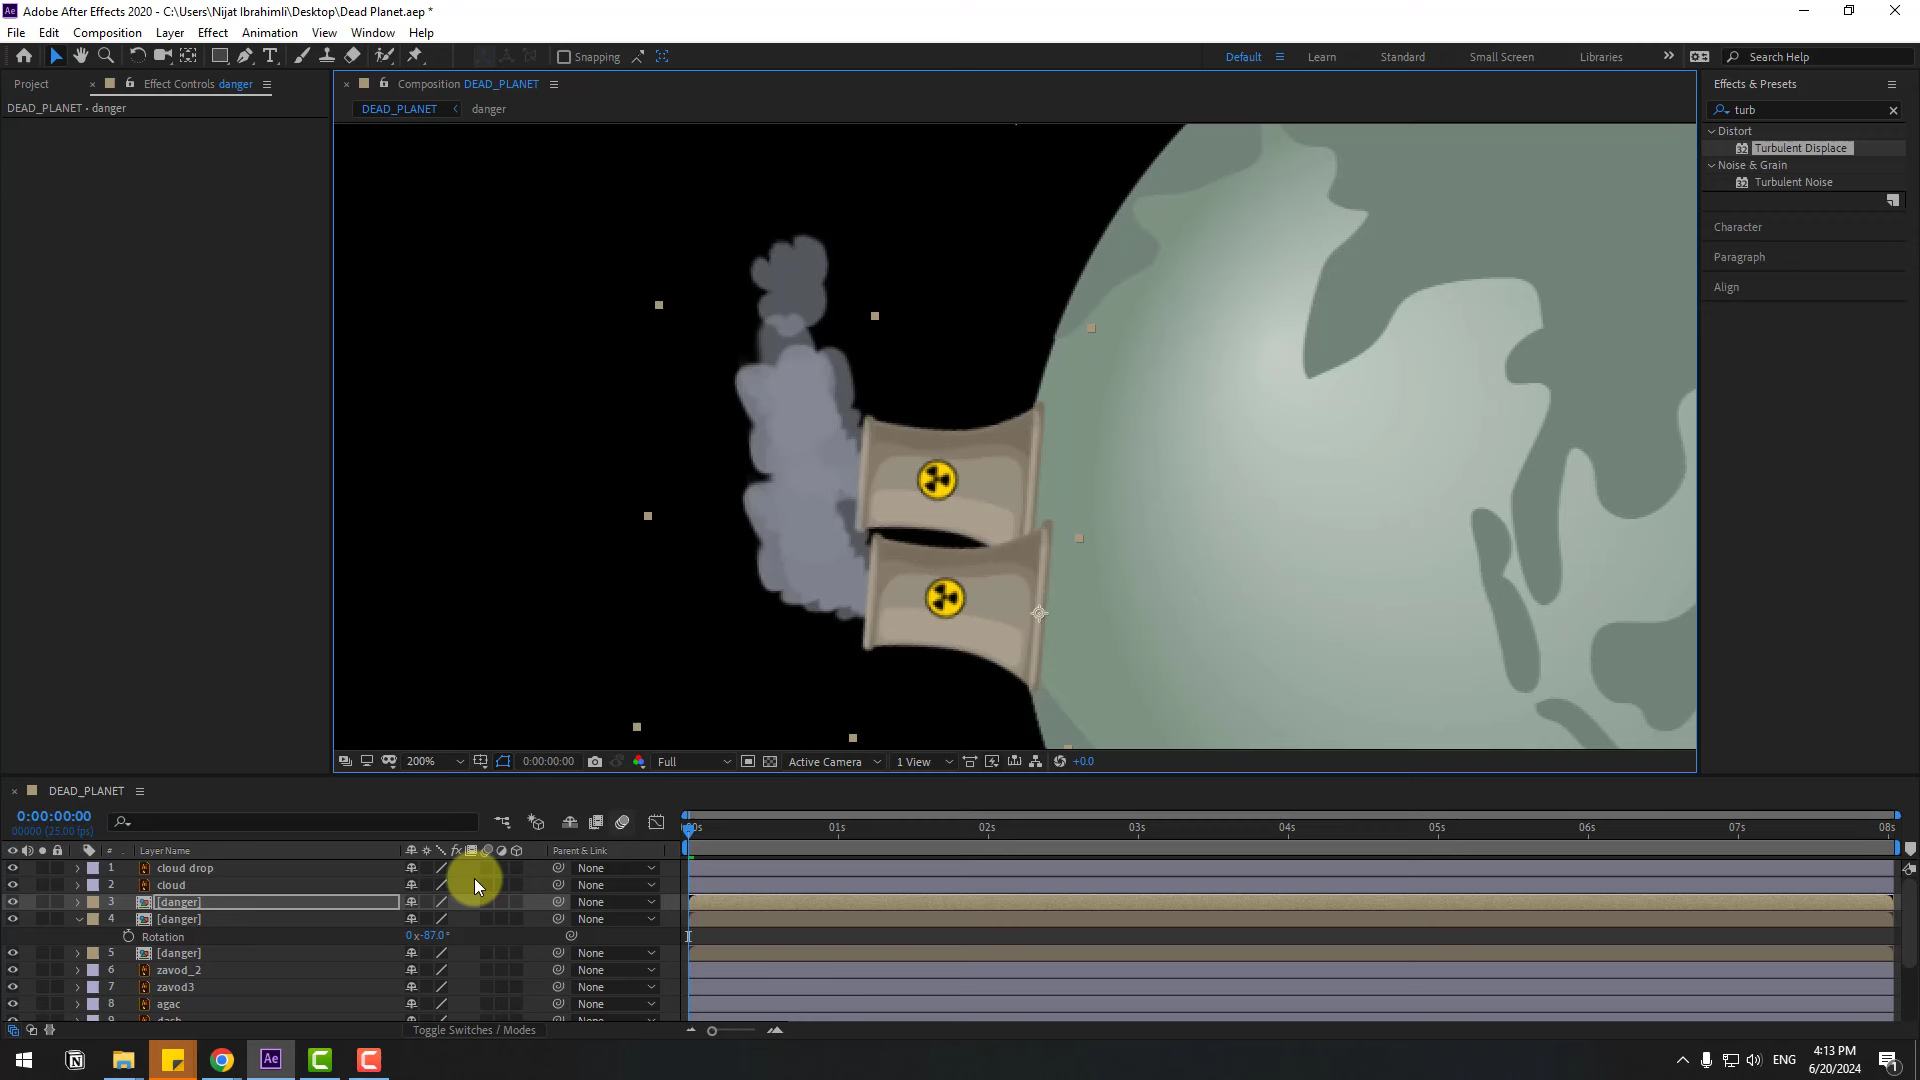 Adobe After Effects 2020 - C:\Users\Nijat Ibrahimli\Desktop\Dead Planet.aep *
File Edit Composition Layer Effect Animation View Window Help
Snapping
Default Learn Standard Small Screen Libraries Search Help
Project Effect Controls danger
Composition DEAD_PLANET
Effects & Presets
DEAD_PLANET • danger
DEAD_PLANET danger
turb
Distort
32 Turbulent Displace
Noise & Grain
32 Turbulent Noise
Character
Paragraph
Align
200% 0:00:00:00 Full Active Camera 1 View +0.0
DEAD_PLANET
0:00:00:00
00000 (25.00 fps)
01s 02s 03s 04s 05s 06s 07s 08s
# Layer Name fx Parent & Link
1 cloud drop None
2 cloud None
3 [danger] None
4 [danger] None
Rotation 0x-87.0°
5 [danger] None
6 zavod_2 None
7 zavod3 None
8 agac None
Toggle Switches / Modes
Ae ENG 4:13 PM
6/20/2024
1